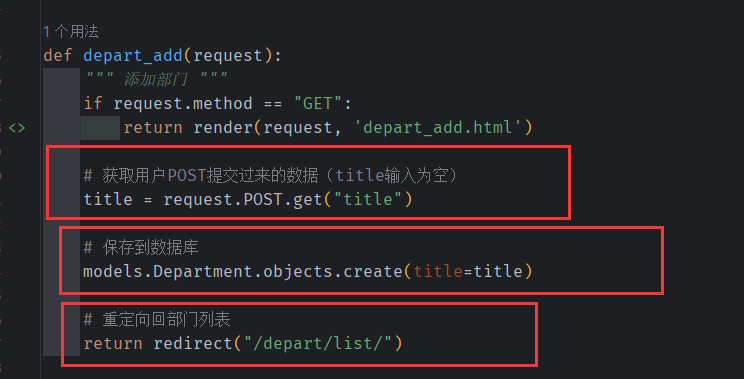 1 个用法
def depart_add(request):
""" 添加部门 """
if request.method == "GET":
return render(request, 'depart_add.html')
# 获取用户POST提交过来的数据（title输入为空）
title = request.POST.get("title")
# 保存到数据库
models.Department.objects.create(title=title)
# 重定向回部门列表
return redirect("/depart/list/")